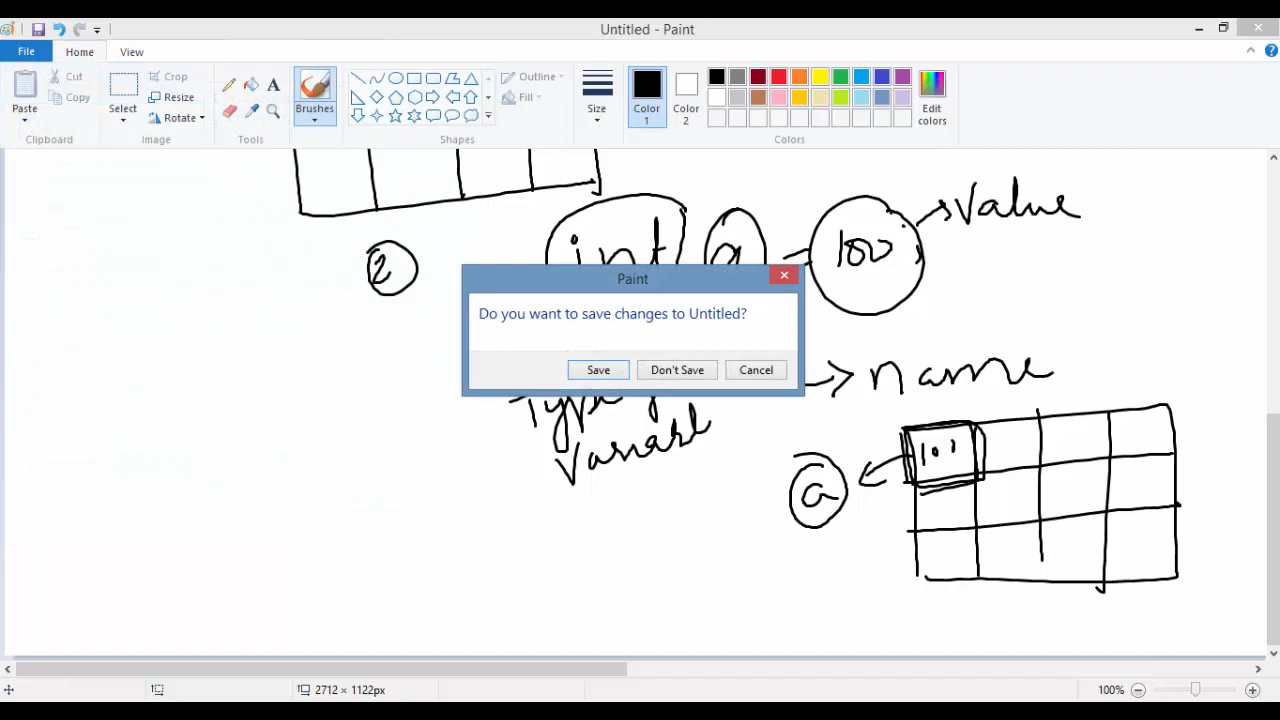 Untitled - Paint
File Home View
Paste
Cut
Copy
Clipboard
Select
Crop
Resize
Rotate
Image
Tools
Brushes
Shapes
Outline
Fill
Size
Color 1
Color 2
Edit colors
Colors
2
int a - 100
value
Paint
Do you want to save changes to Untitled?
Save Don't Save Cancel
name
Type
Variabl
101
a
2712 × 1122px
100%